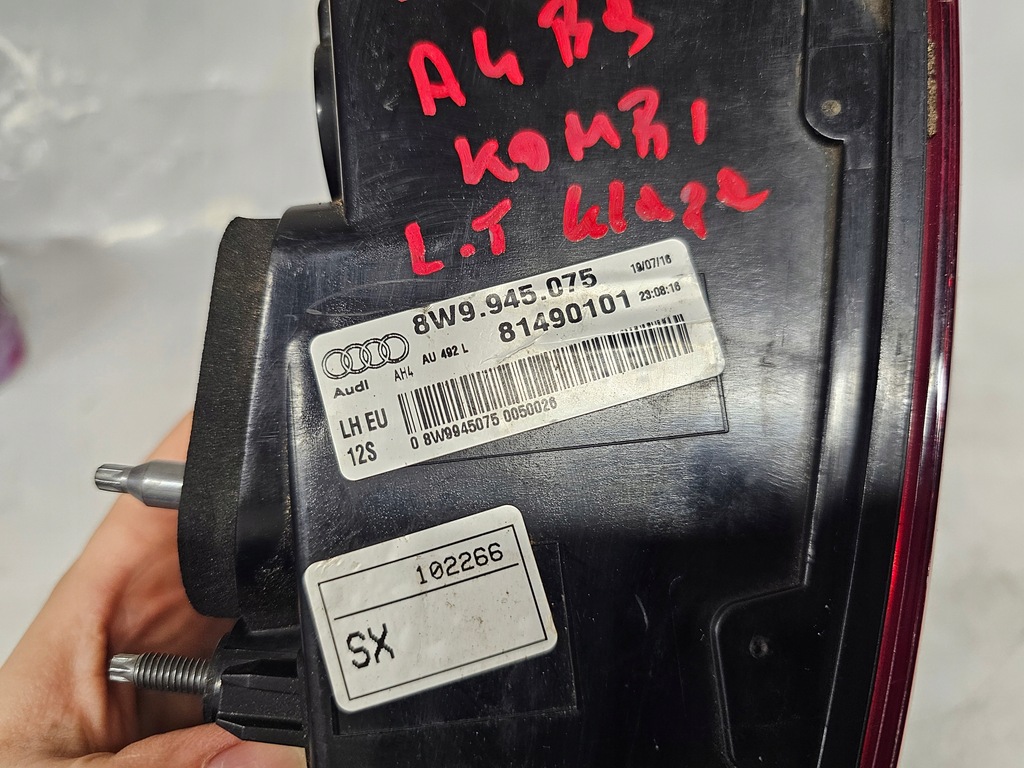 A4 B9
KOMBI
L.T klaga
8W9.945.075
19/07/16
81490101
23:08:16
Audi
AH4
AU 492 L
LH EU
12S
0 8W9945075 0050026
102266
SX